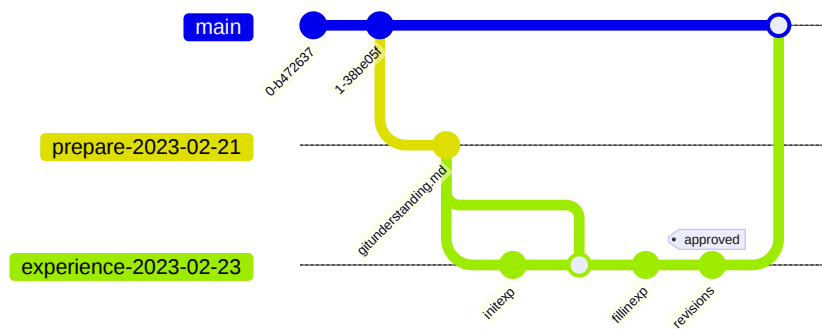 main
0-b472637
1-38be05f
prepare-2023-02-21
gitunderstanding.md
approved
experience-2023-02-23
initexp
fillinexp
revisions